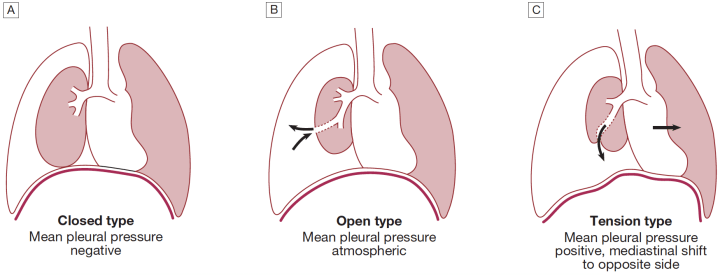 A
B
C
Closed type
Mean pleural pressure
negative
Open type
Mean pleural pressure
atmospheric
Tension type
Mean pleural pressure
positive, mediastinal shift
to opposite side